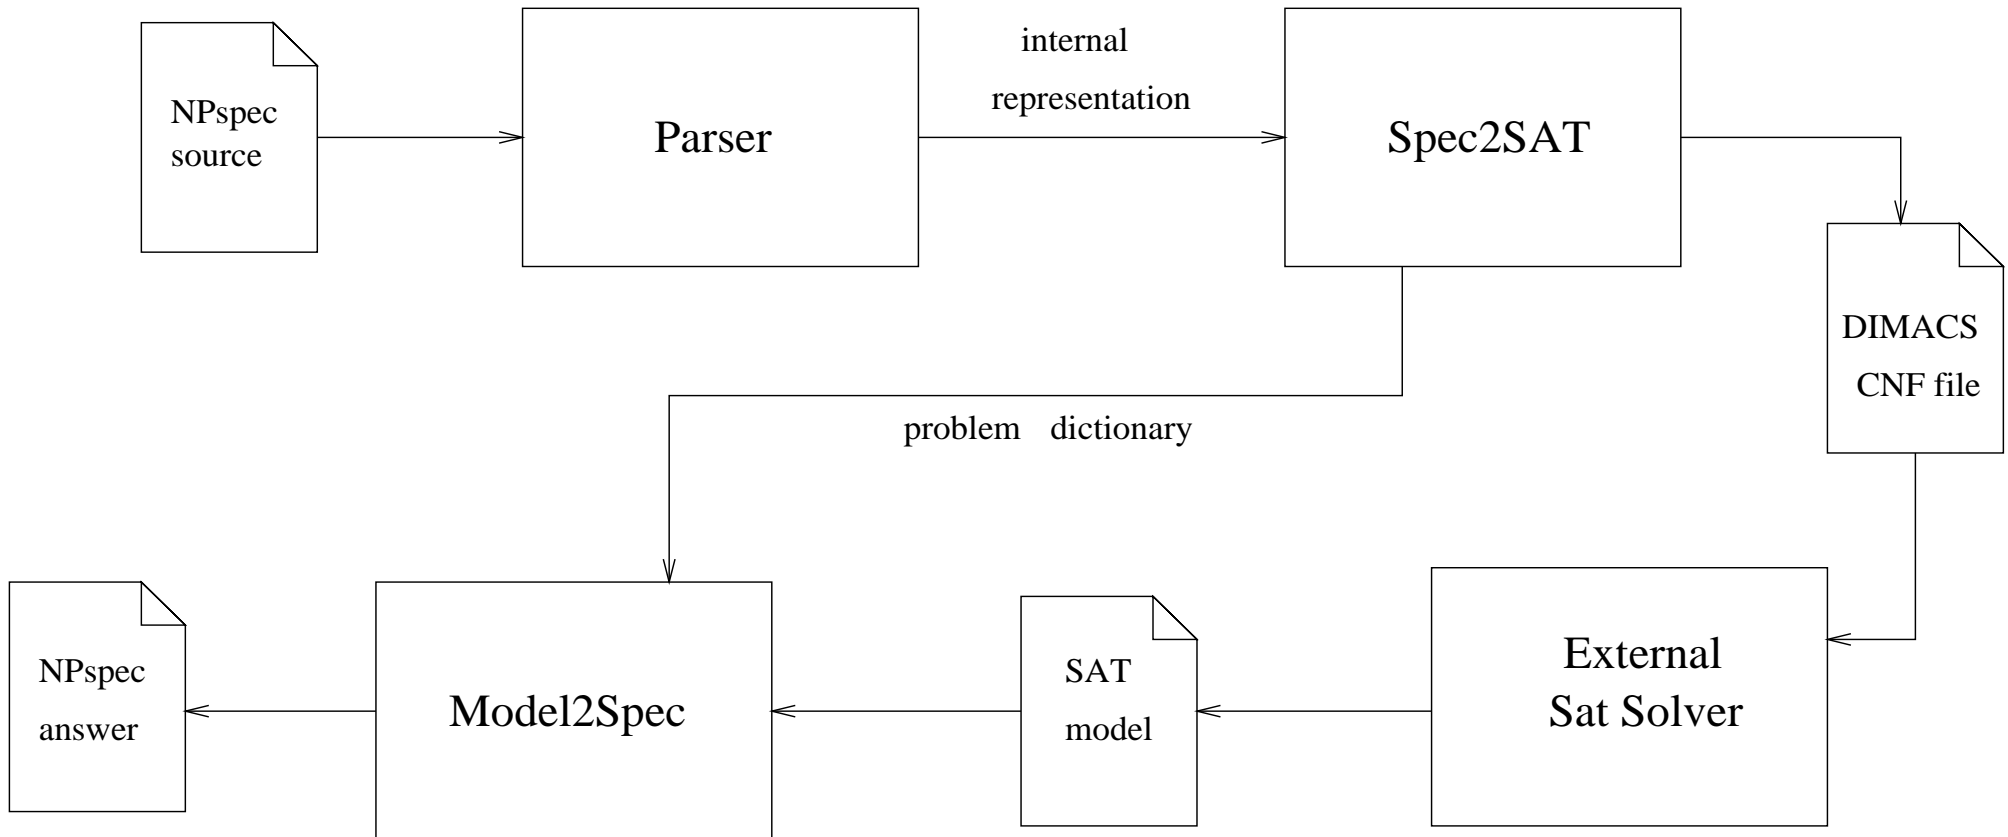 NPspec
source
Parser
internal
representation
Spec2SAT
DIMACS
CNF file
problem dictionary
NPspec
answer
Model2Spec
SAT
model
External
Sat Solver